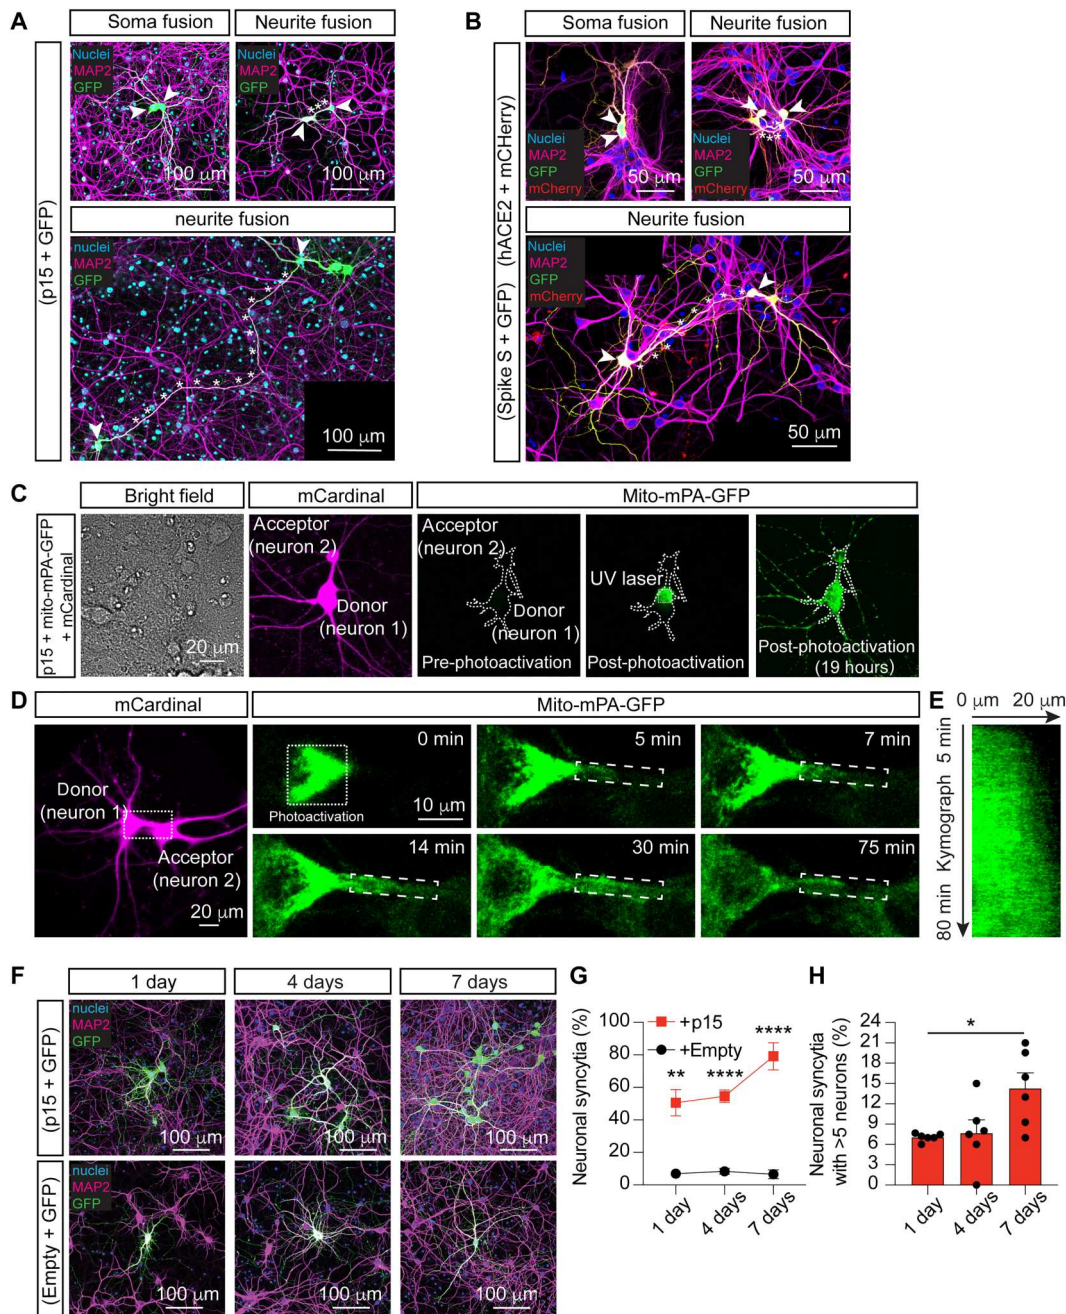 A
Soma fusion
Neurite fusion
(p15 + GFP)
Nuclei
MAP2
GFP
100 μm
Nuclei
MAP2
GFP
***
100 μm
neurite fusion
nuclei
MAP2
GFP
* * * * * * * * * * * * * *
100 μm
B
Soma fusion
Neurite fusion
(Spike S + GFP) (hACE2 + mCherry)
Nuclei
MAP2
GFP
mCherry
50 μm
Nuclei
MAP2
GFP
mCherry
50 μm
Neurite fusion
Nuclei
MAP2
GFP
mCherry
50 μm
C
Bright field
mCardinal
Mito-mPA-GFP
p15 + mito-mPA-GFP
+ mCardinal
20 μm
Acceptor
(neuron 2)
Donor
(neuron 1)
Acceptor
(neuron 2)
Donor
(neuron 1)
Pre-photoactivation
UV laser
Post-photoactivation
Post-photoactivation
(19 hours)
D
mCardinal
Mito-mPA-GFP
Donor
(neuron 1)
Acceptor
(neuron 2)
20 μm
0 min
Photoactivation
10 μm
5 min
7 min
14 min
30 min
75 min
E
0 μm 20 μm
5 min
Kymograph
80 min
F
1 day
4 days
7 days
(p15 + GFP)
nuclei
MAP2
GFP
100 μm
100 μm
100 μm
(Empty + GFP)
nuclei
MAP2
GFP
100 μm
100 μm
100 μm
G
Neuronal syncytia (%)
100
80
60
40
20
0
+p15
+Empty
**
****
****
1 day
4 days
7 days
H
Neuronal syncytia
with >5 neurons (%)
24
21
18
15
12
9
6
3
0
*
1 day
4 days
7 days